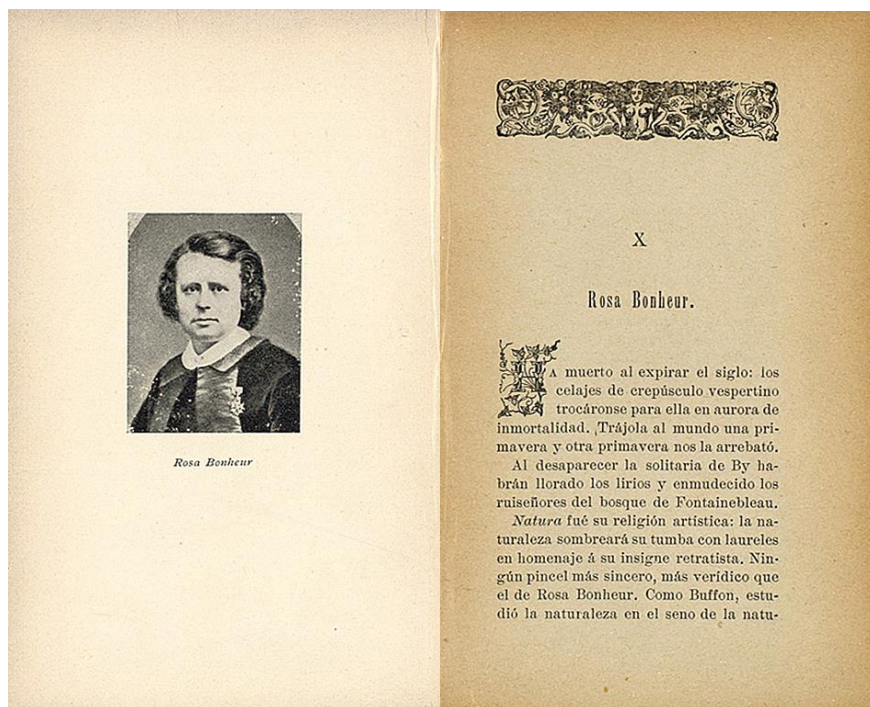 Rosa Bonheur
X
Rosa Bonheur.
HA muerto al expirar el siglo: los
celajes de crepúsculo vespertino
trocáronse para ella en aurora de
inmortalidad. Trájola al mundo una pri-
mavera y otra primavera nos la arrebató.
Al desaparecer la solitaria de By ha-
brán llorado los lirios y enmudecido los
ruiseñores del bosque de Fontainebleau.
Natura fué su religión artística: la na-
turaleza sombreará su tumba con laureles
en homenaje á su insigne retratista. Nin-
gún pincel más sincero, más verídico que
el de Rosa Bonheur. Como Buffon, estu-
dió la naturaleza en el seno de la natu-